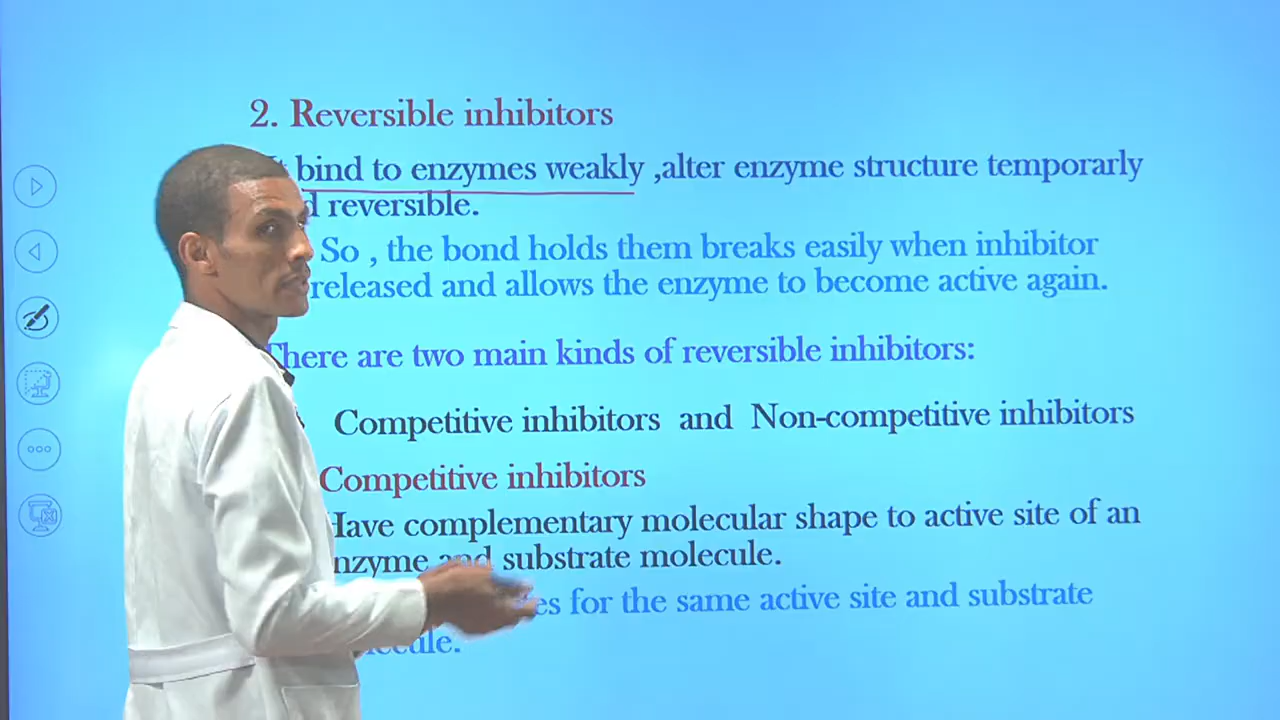 2. Reversible inhibitors
bind to enzymes weakly ,alter enzyme structure temporarly
reversible.
So , the bond holds them breaks easily when inhibitor
released and allows the enzyme to become active again.
There are two main kinds of reversible inhibitors:
Competitive inhibitors and Non-competitive inhibitors
Competitive inhibitors
Have complementary molecular shape to active site of an
nzyme and substrate molecule.
for the same active site and substrate